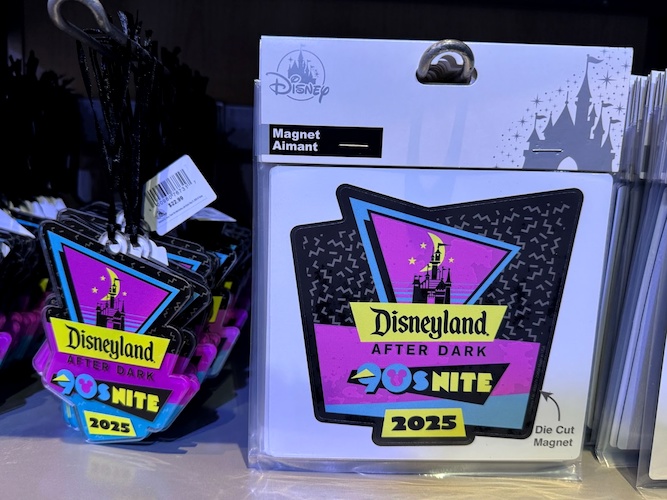 $22.99
Disneyland
AFTER DARK
90S NITE
2025
Disney
Magnet
Aimant
Disneyland
AFTER DARK
90S NITE
2025
Die Cut
Magnet